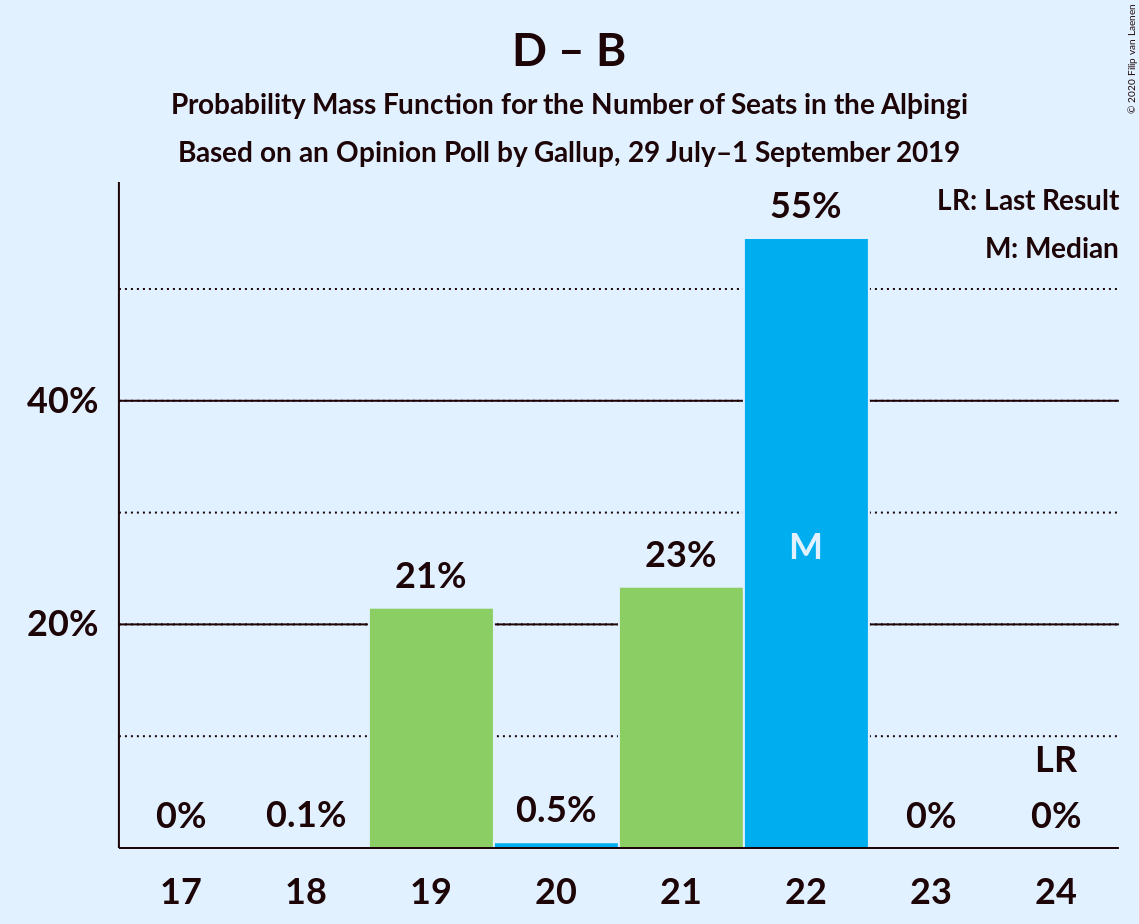 D – B
Probability Mass Function for the Number of Seats in the Alþingi
Based on an Opinion Poll by Gallup, 29 July–1 September 2019
© 2020 Filip van Laenen
LR: Last Result
M: Median
55%
40%
M
23%
21%
20%
LR
0%
0.1%
0.5%
0%
0%
17 18 19 20 21 22 23 24